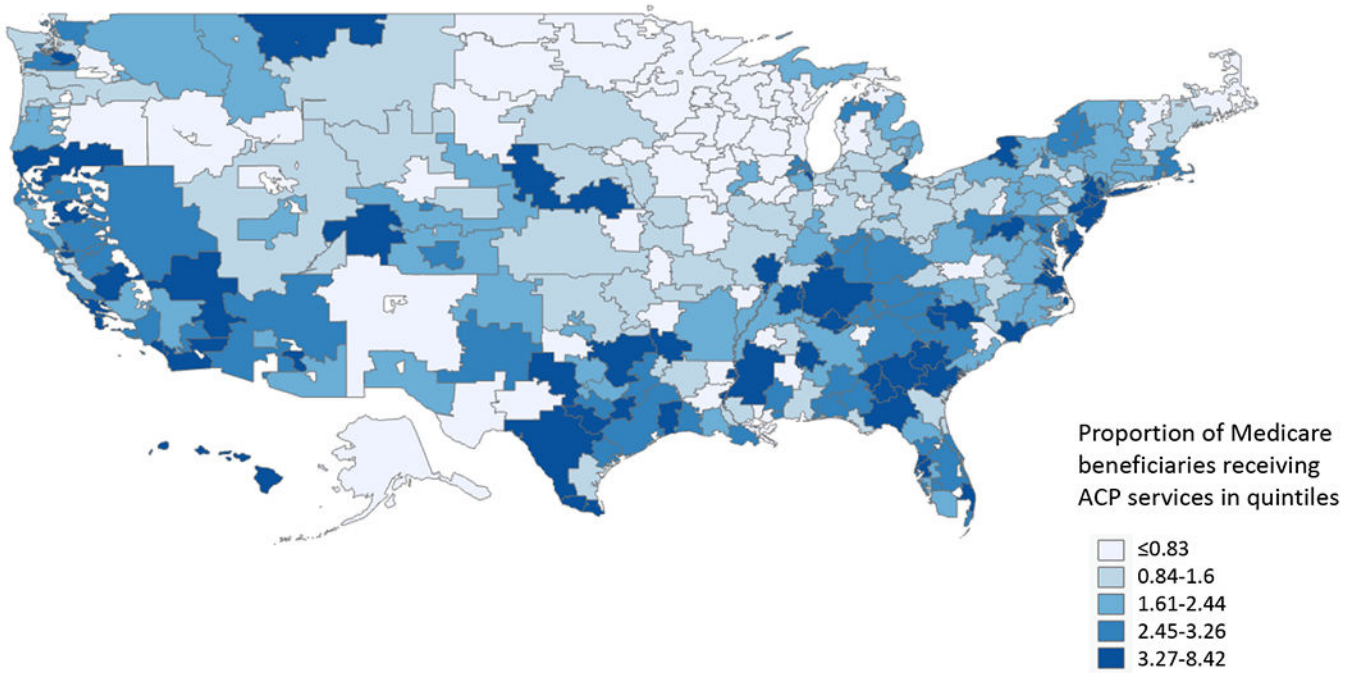 Proportion of Medicare
beneficiaries receiving
ACP services in quintiles
≤0.83
0.84-1.6
1.61-2.44
2.45-3.26
3.27-8.42